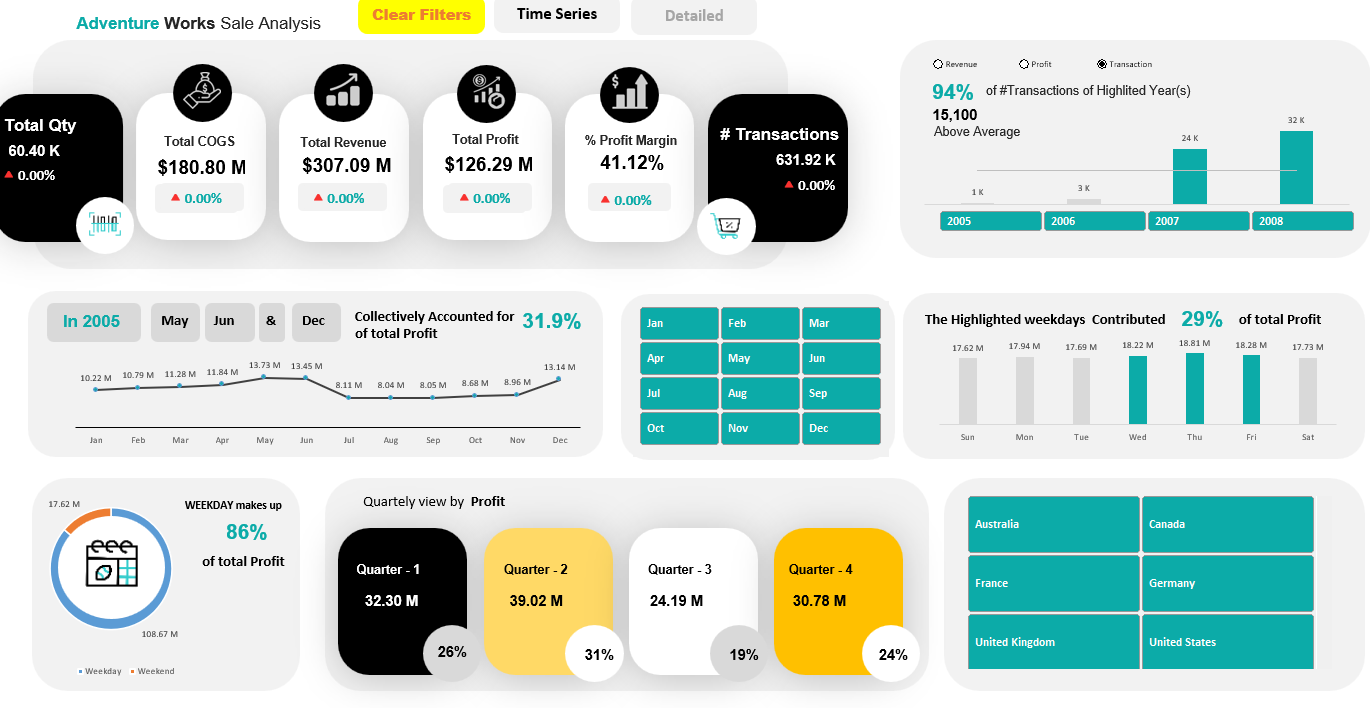 Adventure Works Sale Analysis
Clear Filters
Time Series
Detailed
Total Qty
60.40 K
0.00%
Total COGS
$180.80 M
0.00%
Total Revenue
$307.09 M
0.00%
Total Profit
$126.29 M
0.00%
% Profit Margin
41.12%
0.00%
# Transactions
631.92 K
0.00%
Revenue
Profit
Transaction
94% of #Transactions of Highlited Year(s)
15,100
Above Average
1 K
3 K
24 K
32 K
2005
2006
2007
2008
In 2005
May
Jun
&
Dec
Collectively Accounted for
of total Profit
31.9%
10.22 M
10.79 M
11.28 M
11.84 M
13.73 M
13.45 M
8.11 M
8.04 M
8.05 M
8.68 M
8.96 M
13.14 M
Jan
Feb
Mar
Apr
May
Jun
Jul
Aug
Sep
Oct
Nov
Dec
Jan
Feb
Mar
Apr
May
Jun
Jul
Aug
Sep
Oct
Nov
Dec
The Highlighted weekdays Contributed 29% of total Profit
17.62 M
17.94 M
17.69 M
18.22 M
18.81 M
18.28 M
17.73 M
Sun
Mon
Tue
Wed
Thu
Fri
Sat
17.62 M
WEEKDAY makes up
86%
of total Profit
108.67 M
Weekday
Weekend
Quartely view by Profit
Quarter - 1
32.30 M
26%
Quarter - 2
39.02 M
31%
Quarter - 3
24.19 M
19%
Quarter - 4
30.78 M
24%
Australia
Canada
France
Germany
United Kingdom
United States